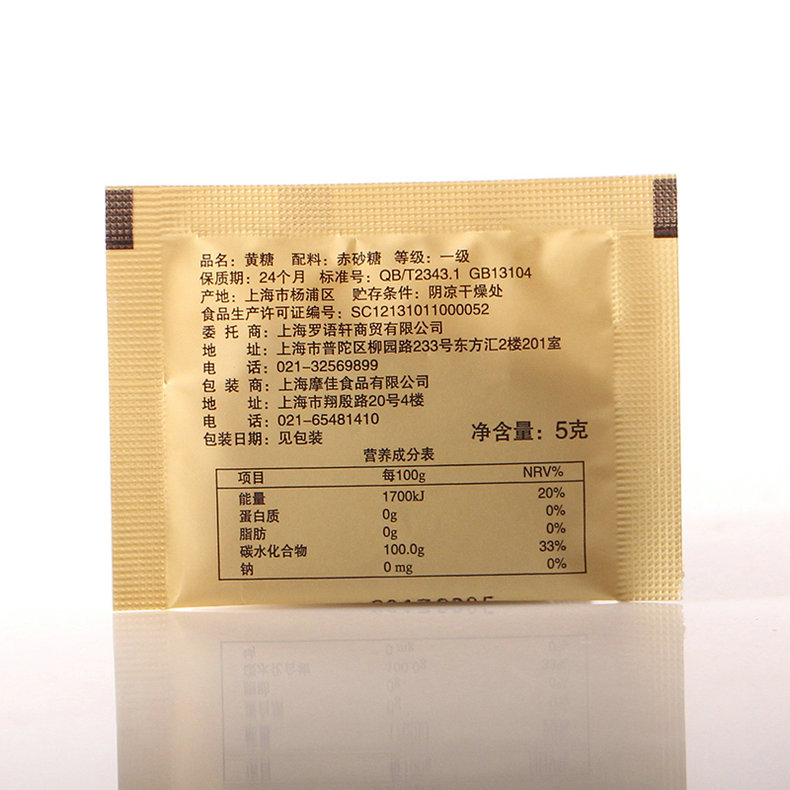 品名：黄糖 配料：赤砂糖 等级：一级
保质期：24个月 标准号：QB/T2343.1 GB13104
产地：上海市杨浦区 贮存条件：阴凉干燥处
食品生产许可证编号：SC12131011000052
委托商：上海罗语轩商贸有限公司
地址：上海市普陀区柳园路233号东方汇2楼201室
电话：021-32569899
包装商：上海摩佳食品有限公司
地址：上海市翔殷路20号4楼
电话：021-65481410
包装日期：见包装
净含量：5克
营养成分表
项目 每100g NRV%
能量 1700kJ 20%
蛋白质 0g 0%
脂肪 0g 0%
碳水化合物 100.0g 33%
钠 0 mg 0%